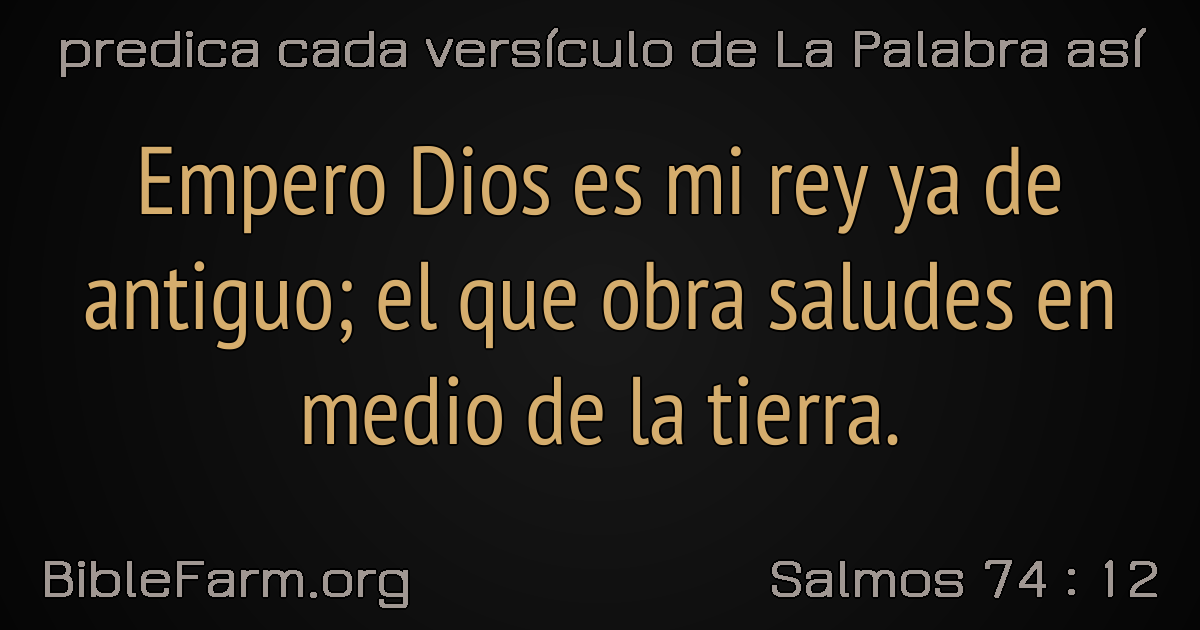 predica cada versículo de La Palabra así
Empero Dios es mi rey ya de
antiguo; el que obra saludes en
medio de la tierra.
BibleFarm.org
Salmos 74 : 12